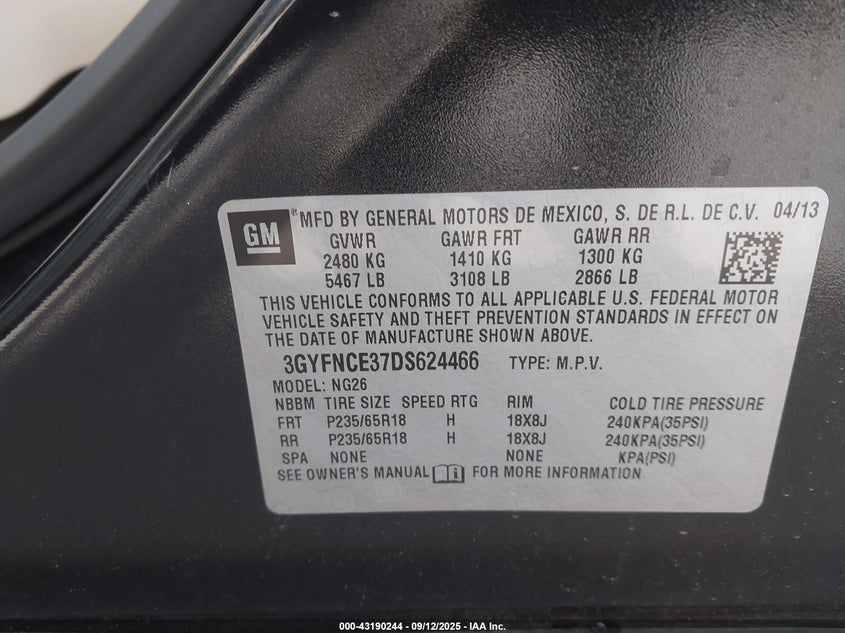 GM ® MFD BY GENERAL MOTORS DE MEXICO, S. DE R.L. DE C.V. 04/13
GVWR GAWR FRT GAWR RR
2480 KG 1410 KG 1300 KG
5467 LB 3108 LB 2866 LB
THIS VEHICLE CONFORMS TO ALL APPLICABLE U.S. FEDERAL MOTOR
VEHICLE SAFETY AND THEFT PREVENTION STANDARDS IN EFFECT ON
THE DATE OF MANUFACTURE SHOWN ABOVE.
3GYFNCE37DS624466 TYPE: M.P.V.
MODEL: NG26
NBBM TIRE SIZE SPEED RTG RIM COLD TIRE PRESSURE
FRT P235/65R18 H 18X8J 240KPA(35PSI)
RR P235/65R18 H 18X8J 240KPA(35PSI)
SPA NONE NONE KPA(PSI)
SEE OWNER'S MANUAL i FOR MORE INFORMATION
000-43190244 - 09/12/2025 - IAA Inc.